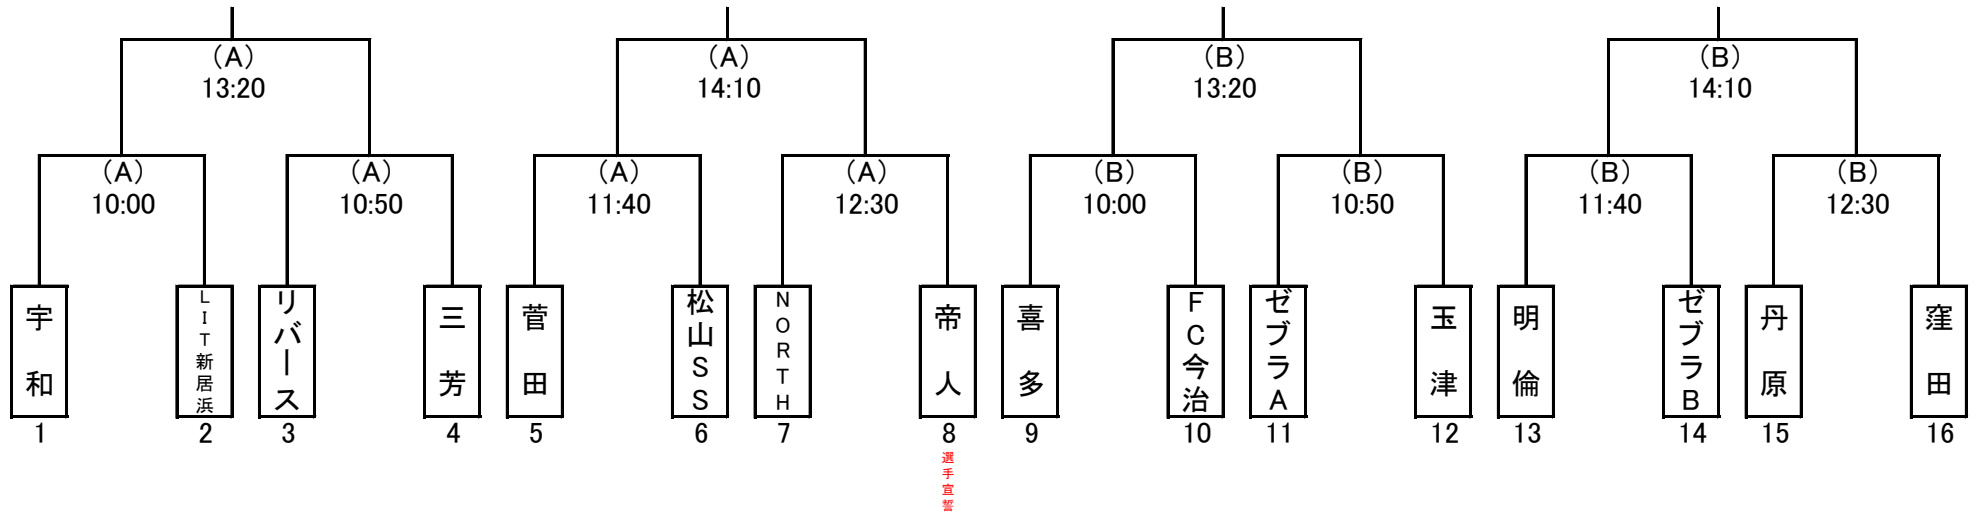 (A)
13:20
(A)
14:10
(B)
13:20
(B)
14:10
(A)
10:00
(A)
10:50
(A)
11:40
(A)
12:30
(B)
10:00
(B)
10:50
(B)
11:40
(B)
12:30
宇和
LIT新居浜
リバース
三芳
菅田
松山SS
NORTH
帝人
喜多
FC今治
ゼブラA
玉津
明倫
ゼブラB
丹原
窪田
1
2
3
4
5
6
7
8
9
10
11
12
13
14
15
16
選手宣誓